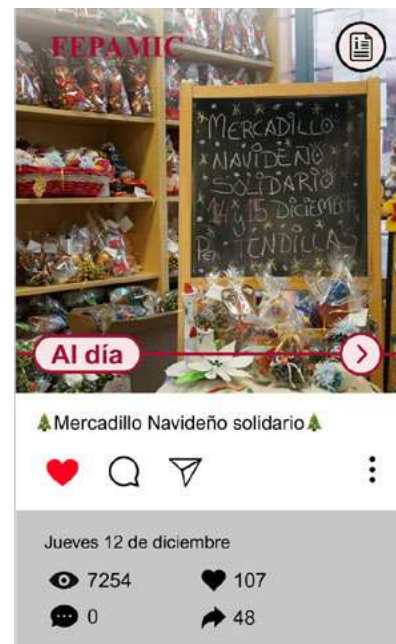 FEPAMIC
MERCADILLO
NAVIDEÑO
SOLIDARIO
14 y 15 DICIEMB
TENDILLAS
Al día
🎄Mercadillo Navideño solidario🎄
Jueves 12 de diciembre
7254
107
0
48